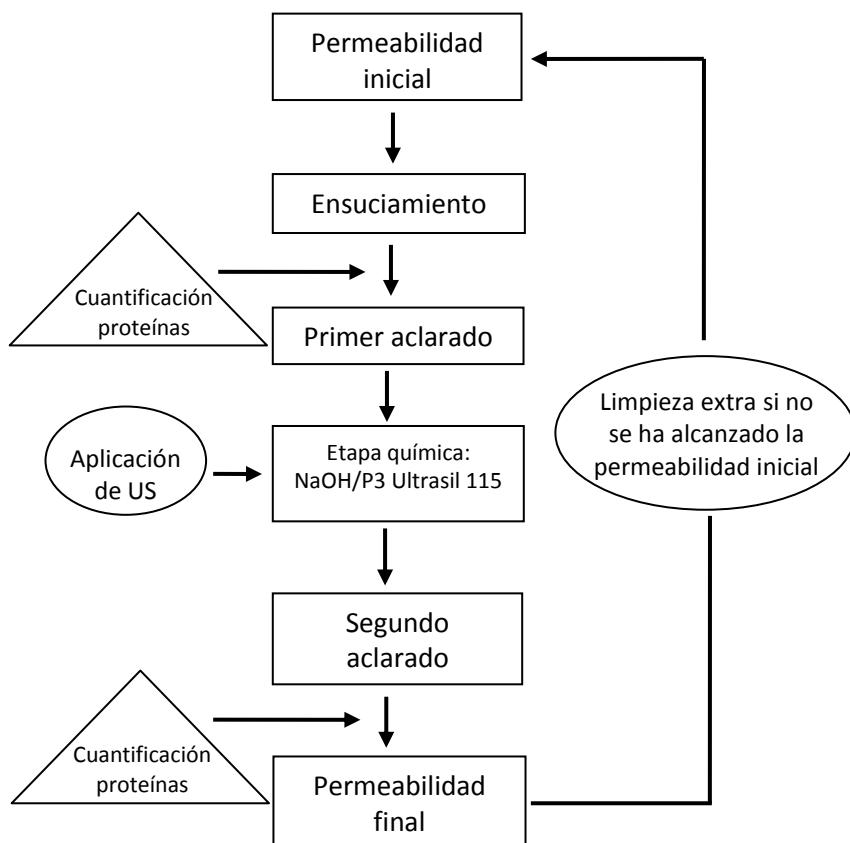 Permeabilidad
inicial
Ensuciamiento
Cuantificación
proteínas
Primer aclarado
Aplicación
de US
Etapa química:
NaOH/P3 Ultrasil 115
Limpieza extra si no
se ha alcanzado la
permeabilidad inicial
Segundo
aclarado
Cuantificación
proteínas
Permeabilidad
final